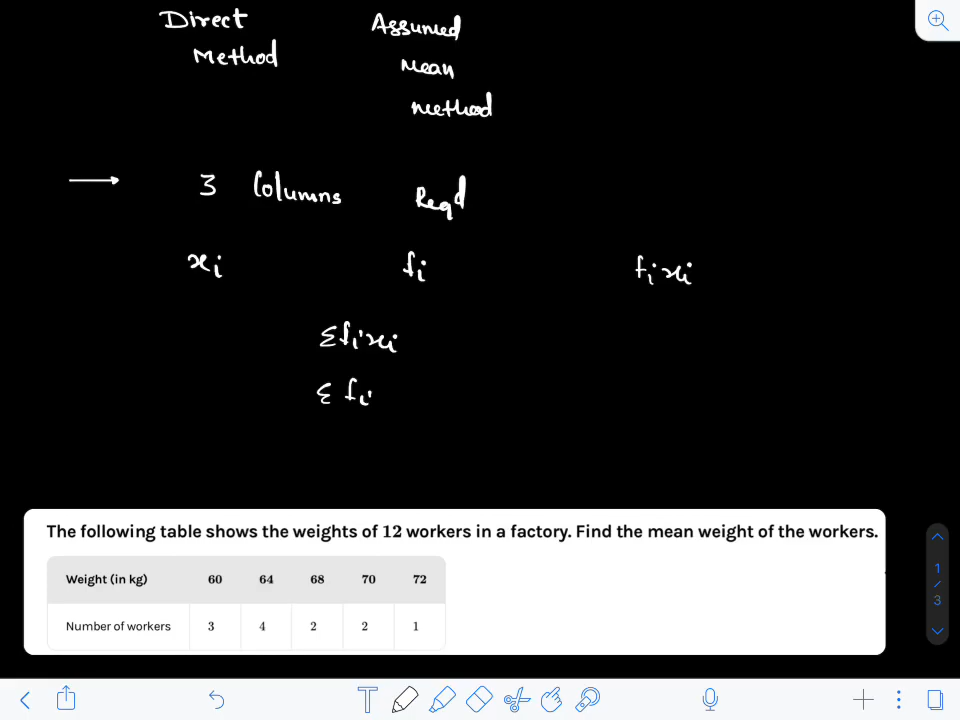 Direct Assumed
Method Mean
method
3 Columns Reqd
xi fi fixi
Σfixi
Σ fi
The following table shows the weights of 12 workers in a factory. Find the mean weight of the workers.
Weight (in kg) 60 64 68 70 72
Number of workers 3 4 2 2 1
1
/
3
T